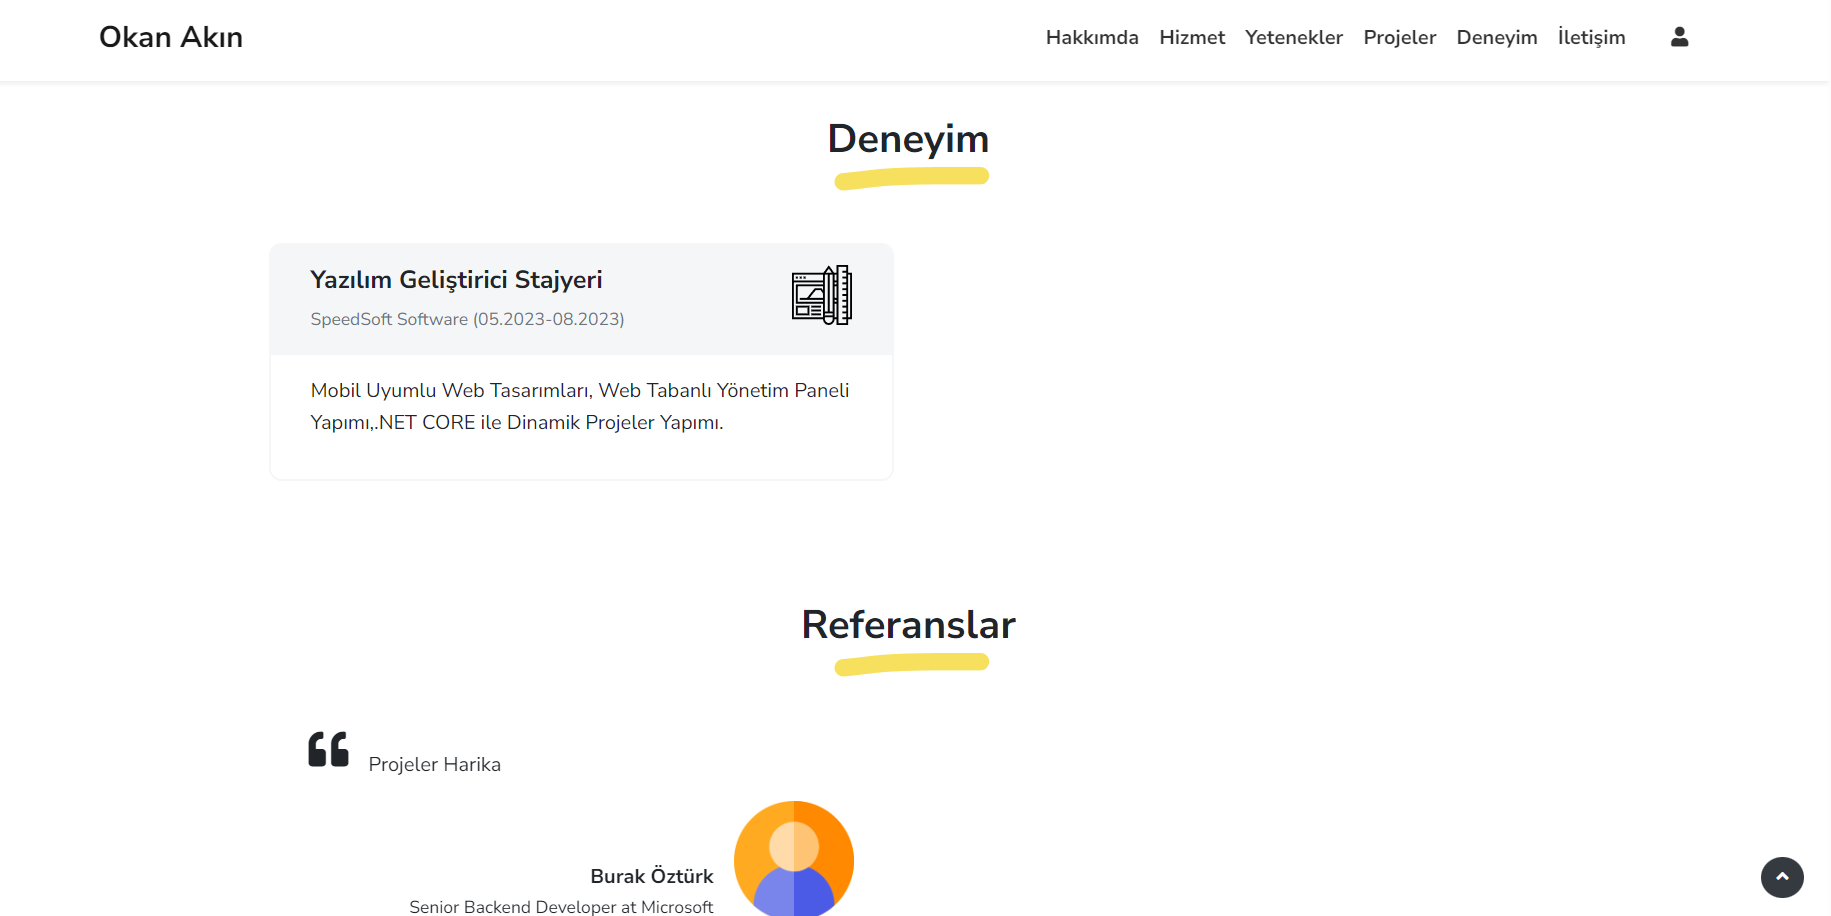 Okan Akın
Hakkımda Hizmet Yetenekler Projeler Deneyim İletişim
Deneyim
Yazılım Geliştirici Stajyeri
SpeedSoft Software (05.2023-08.2023)
Mobil Uyumlu Web Tasarımları, Web Tabanlı Yönetim Paneli
Yapımı,.NET CORE ile Dinamik Projeler Yapımı.
Referanslar
Projeler Harika
Burak Öztürk
Senior Backend Developer at Microsoft